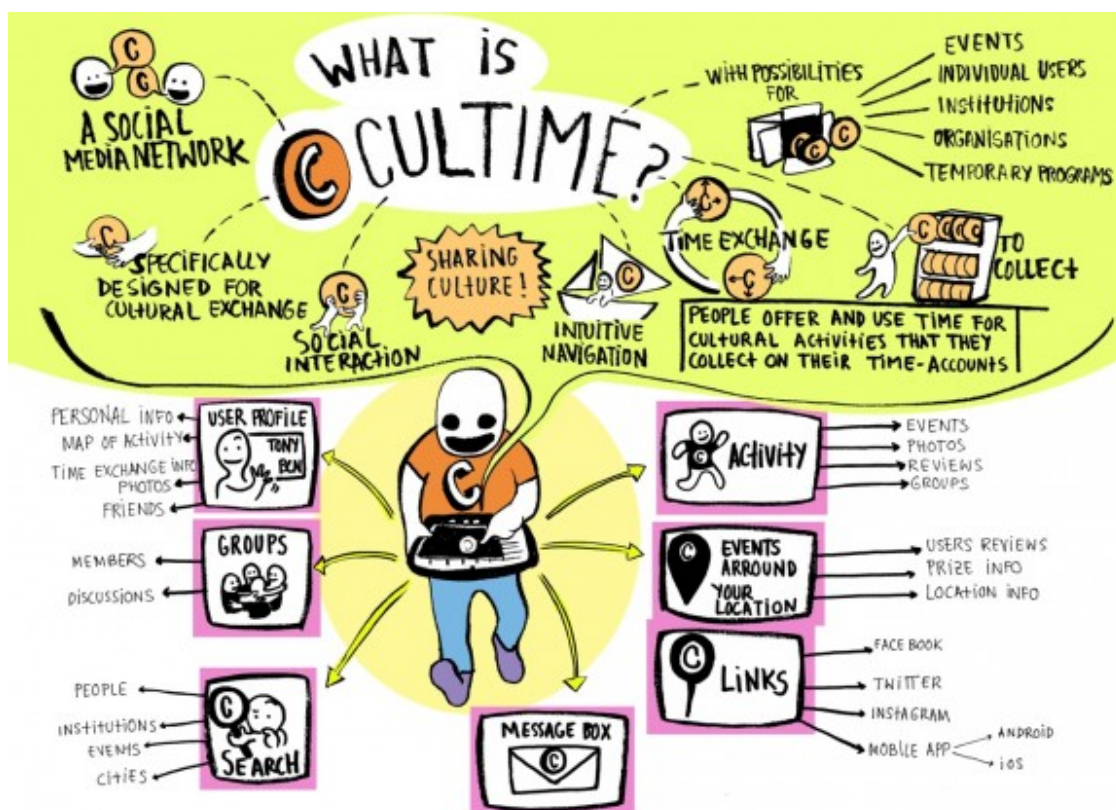 WHAT IS
C CULTIME?
C
C
A SOCIAL
MEDIA NETWORK
WITH POSSIBILITIES
FOR
EVENTS
INDIVIDUAL USERS
INSTITUTIONS
ORGANISATIONS
TEMPORARY PROGRAMS
C
SPECIFICALLY
DESIGNED FOR
CULTURAL EXCHANGE
C
SOCIAL
INTERACTION
SHARING
CULTURE!
C
INTUITIVE
NAVIGATION
TIME EXCHANGE
TO
COLLECT
PEOPLE OFFER AND USE TIME FOR
CULTURAL ACTIVITIES THAT THEY
COLLECT ON THEIR TIME-ACCOUNTS
C
USER PROFILE
TONY
BCN
PERSONAL INFO
MAP OF ACTIVITY
TIME EXCHANGE INFO
PHOTOS
FRIENDS
GROUPS
MEMBERS
DISCUSSIONS
C
SEARCH
PEOPLE
INSTITUTIONS
EVENTS
CITIES
MESSAGE BOX
C
C
ACTIVITY
EVENTS
PHOTOS
REVIEWS
GROUPS
C
EVENTS
ARROUND
YOUR
LOCATION
USERS REVIEWS
PRIZE INFO
LOCATION INFO
C
LINKS
FACEBOOK
TWITTER
INSTAGRAM
MOBILE APP
ANDROID
iOS